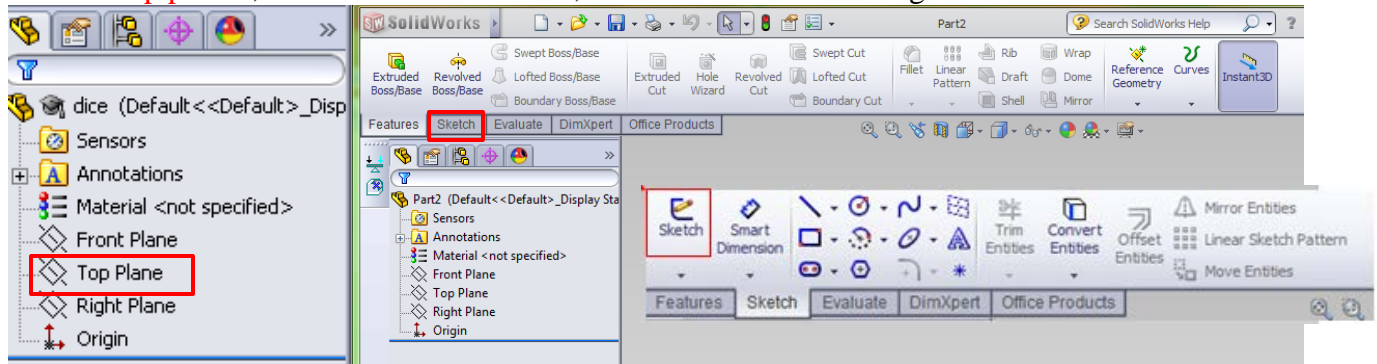 dice (Default<<Default>_Disp
Sensors
Annotations
Material <not specified>
Front Plane
Top Plane
Right Plane
Origin
SolidWorks
Part2
Search SolidWorks Help
Extruded Boss/Base
Revolved Boss/Base
Swept Boss/Base
Lofted Boss/Base
Boundary Boss/Base
Extruded Cut
Hole Wizard
Revolved Cut
Swept Cut
Lofted Cut
Boundary Cut
Fillet
Linear Pattern
Rib
Draft
Shell
Wrap
Dome
Mirror
Reference Geometry
Curves
Instant3D
Features Sketch Evaluate DimXpert Office Products
Part2 (Default<<Default>_Display Sta
Sensors
Annotations
Material <not specified>
Front Plane
Top Plane
Right Plane
Origin
Sketch
Smart Dimension
Trim Entities
Convert Entities
Offset Entities
Mirror Entities
Linear Sketch Pattern
Move Entities
Features Sketch Evaluate DimXpert Office Products